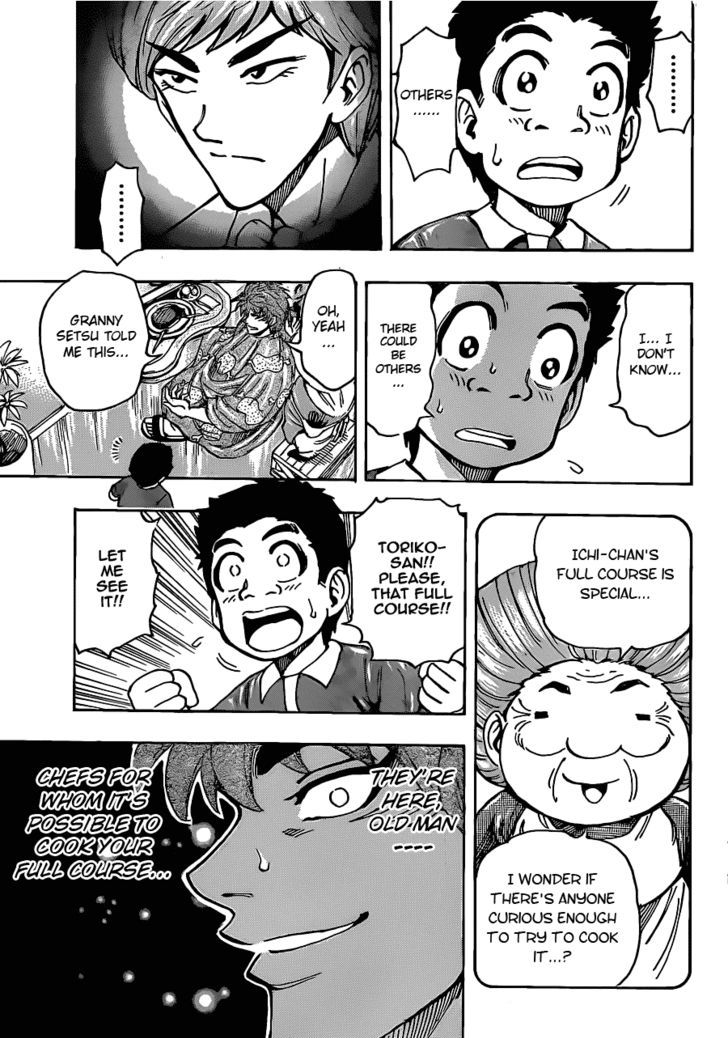 .......
OTHERS
......
.......
I... I
DON'T
KNOW...
THERE
COULD
BE
OTHERS
...
OH,
YEAH
...
GRANNY
SETSU TOLD
ME THIS...
ICHI-CHAN'S
FULL COURSE IS
SPECIAL...
I WONDER IF
THERE'S ANYONE
CURIOUS ENOUGH
TO TRY TO COOK
IT...?
TORIKO-
SAN!!
PLEASE,
THAT FULL
COURSE!!
LET
ME
SEE
IT!!
THEY'RE
HERE,
OLD MAN
----
CHEFS FOR
WHOM IT'S
POSSIBLE TO
COOK YOUR
FULL COURSE...